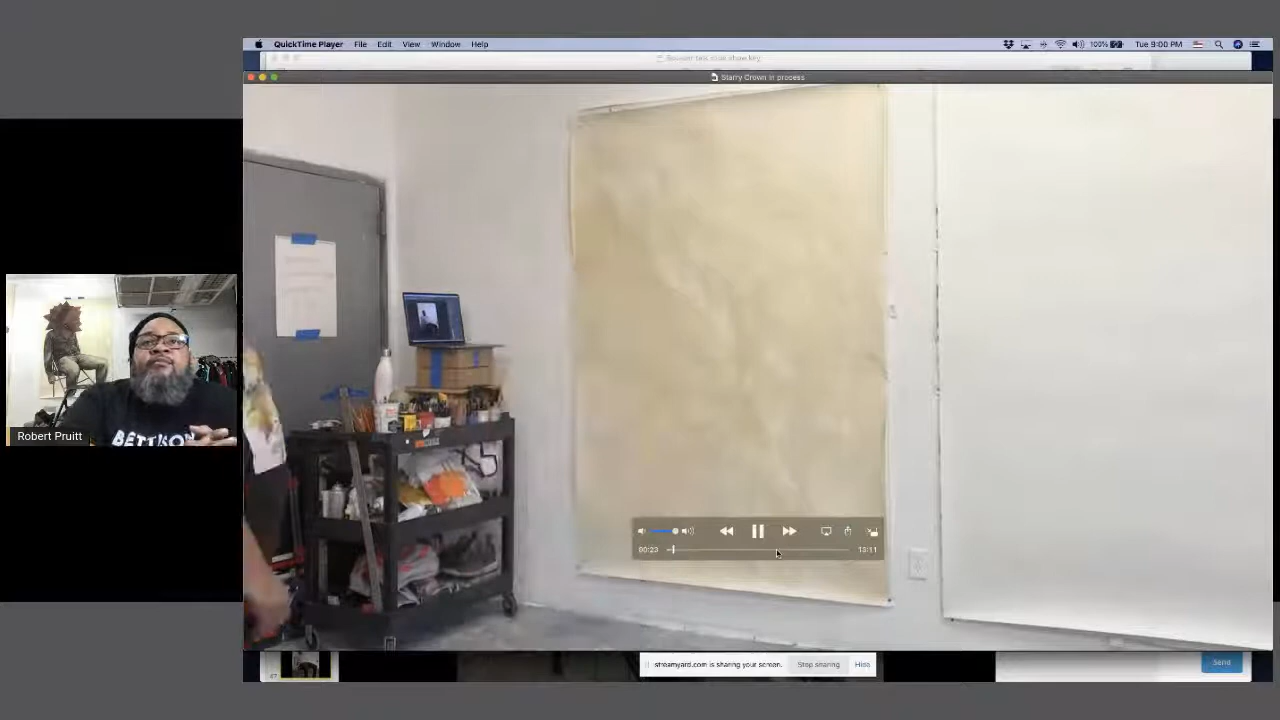 QuickTime Player File Edit View Window Help
100% Tue 9:00 PM
Starry Crown in process
Robert Pruitt
00:23
13:11
streamyard.com is sharing your screen. Stop sharing Hide
Send